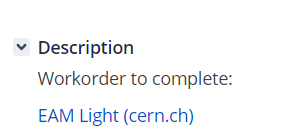 Description
Workorder to complete:
EAM Light (cern.ch)